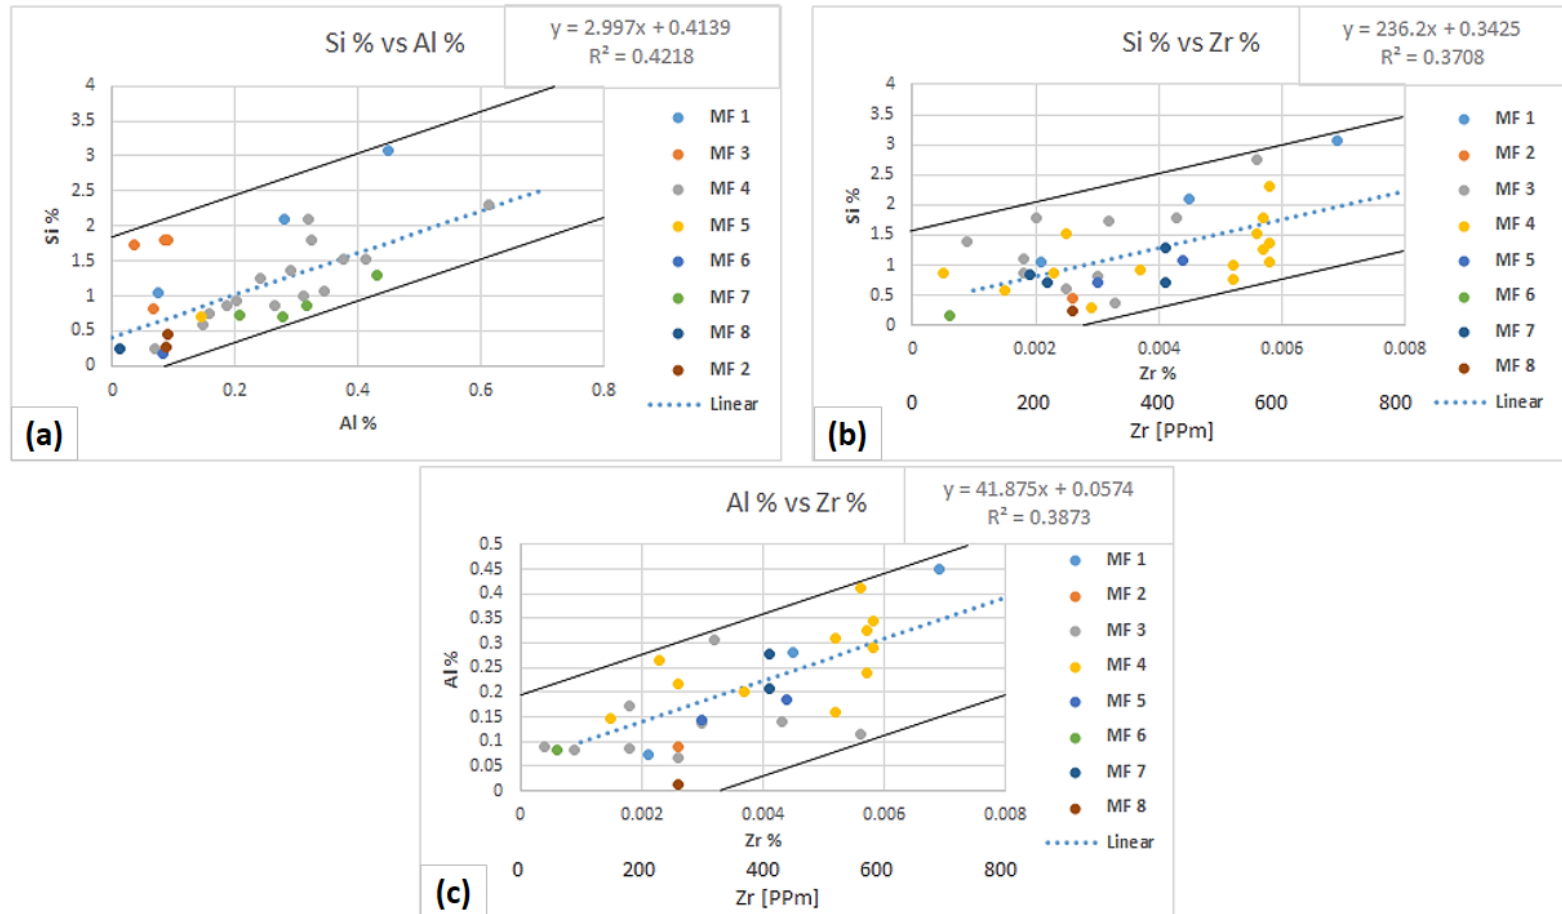 Si % vs Al %
y = 2.997x + 0.4139
R² = 0.4218
4
3.5
3
2.5
2
1.5
1
0.5
0
Si %
0 0.2 0.4 0.6 0.8
Al %
MF 1
MF 3
MF 4
MF 5
MF 6
MF 7
MF 8
MF 2
Linear
(a)
Si % vs Zr %
y = 236.2x + 0.3425
R² = 0.3708
4
3.5
3
2.5
2
1.5
1
0.5
0
Si %
0 0.002 0.004 0.006 0.008
Zr %
0 200 400 600 800
Zr [PPm]
MF 1
MF 2
MF 3
MF 4
MF 5
MF 6
MF 7
MF 8
Linear
(b)
Al % vs Zr %
y = 41.875x + 0.0574
R² = 0.3873
0.5
0.45
0.4
0.35
0.3
0.25
0.2
0.15
0.1
0.05
0
Al %
0 0.002 0.004 0.006 0.008
Zr %
0 200 400 600 800
Zr [PPm]
MF 1
MF 2
MF 3
MF 4
MF 5
MF 6
MF 7
MF 8
Linear
(c)